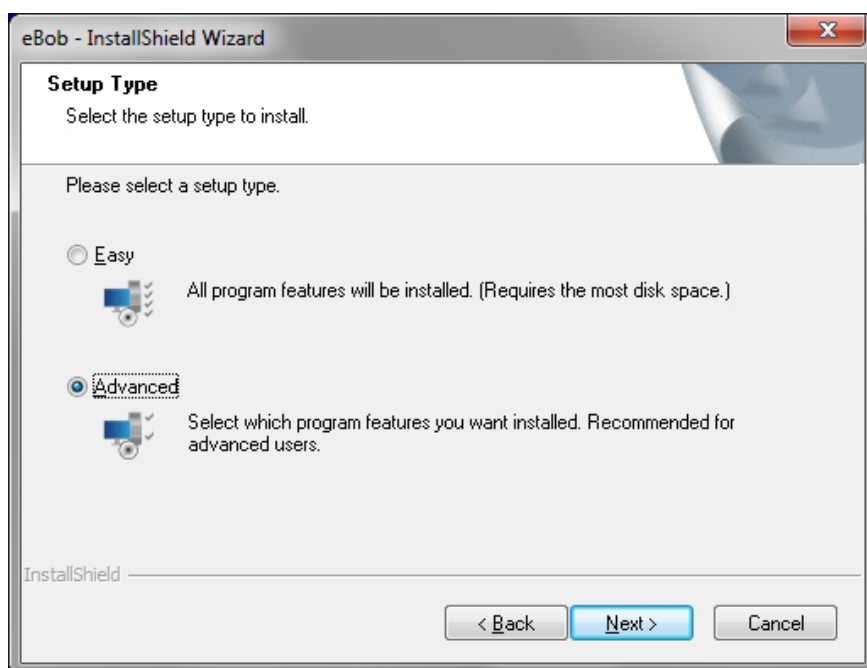 eBob - InstallShield Wizard
Setup Type
Select the setup type to install.
Please select a setup type.
Easy
All program features will be installed. (Requires the most disk space.)
Advanced
Select which program features you want installed. Recommended for
advanced users.
InstallShield
< Back
Next >
Cancel